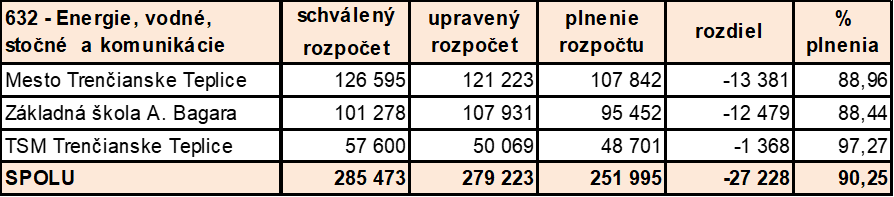 632 - Energie, vodné, stočné  a komunikácie | schválený rozpočet | upravený rozpočet | plnenie rozpočtu | rozdiel | % plnenia
Mesto Trenčianske Teplice | 126 595 | 121 223 | 107 842 | -13 381 | 88,96
Základná škola A. Bagara | 101 278 | 107 931 | 95 452 | -12 479 | 88,44
TSM Trenčianske Teplice | 57 600 | 50 069 | 48 701 | -1 368 | 97,27
SPOLU | 285 473 | 279 223 | 251 995 | -27 228 | 90,25